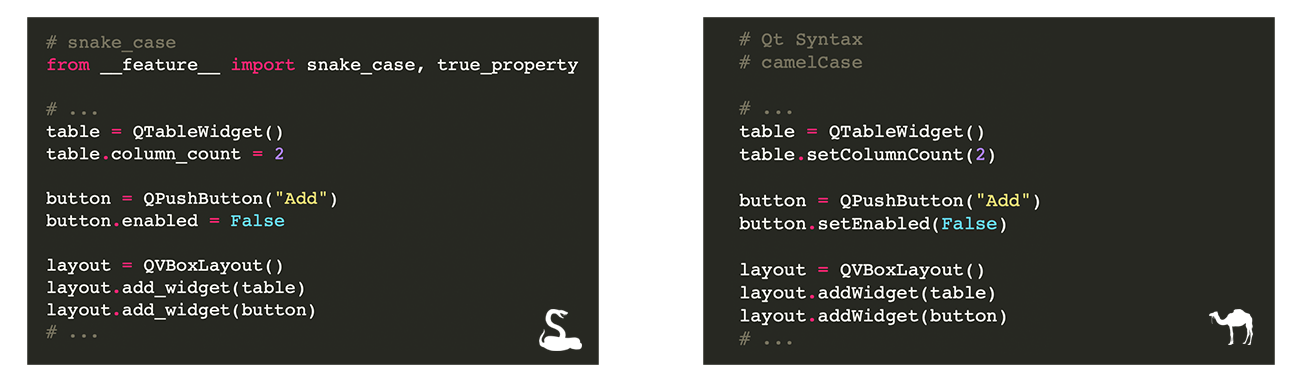 # snake_case
from __feature__ import snake_case, true_property
# ...
table = QTableWidget()
table.column_count = 2
button = QPushButton("Add")
button.enabled = False
layout = QVBoxLayout()
layout.add_widget(table)
layout.add_widget(button)
# ...
# Qt Syntax
# camelCase
# ...
table = QTableWidget()
table.setColumnCount(2)
button = QPushButton("Add")
button.setEnabled(False)
layout = QVBoxLayout()
layout.addWidget(table)
layout.addWidget(button)
# ...